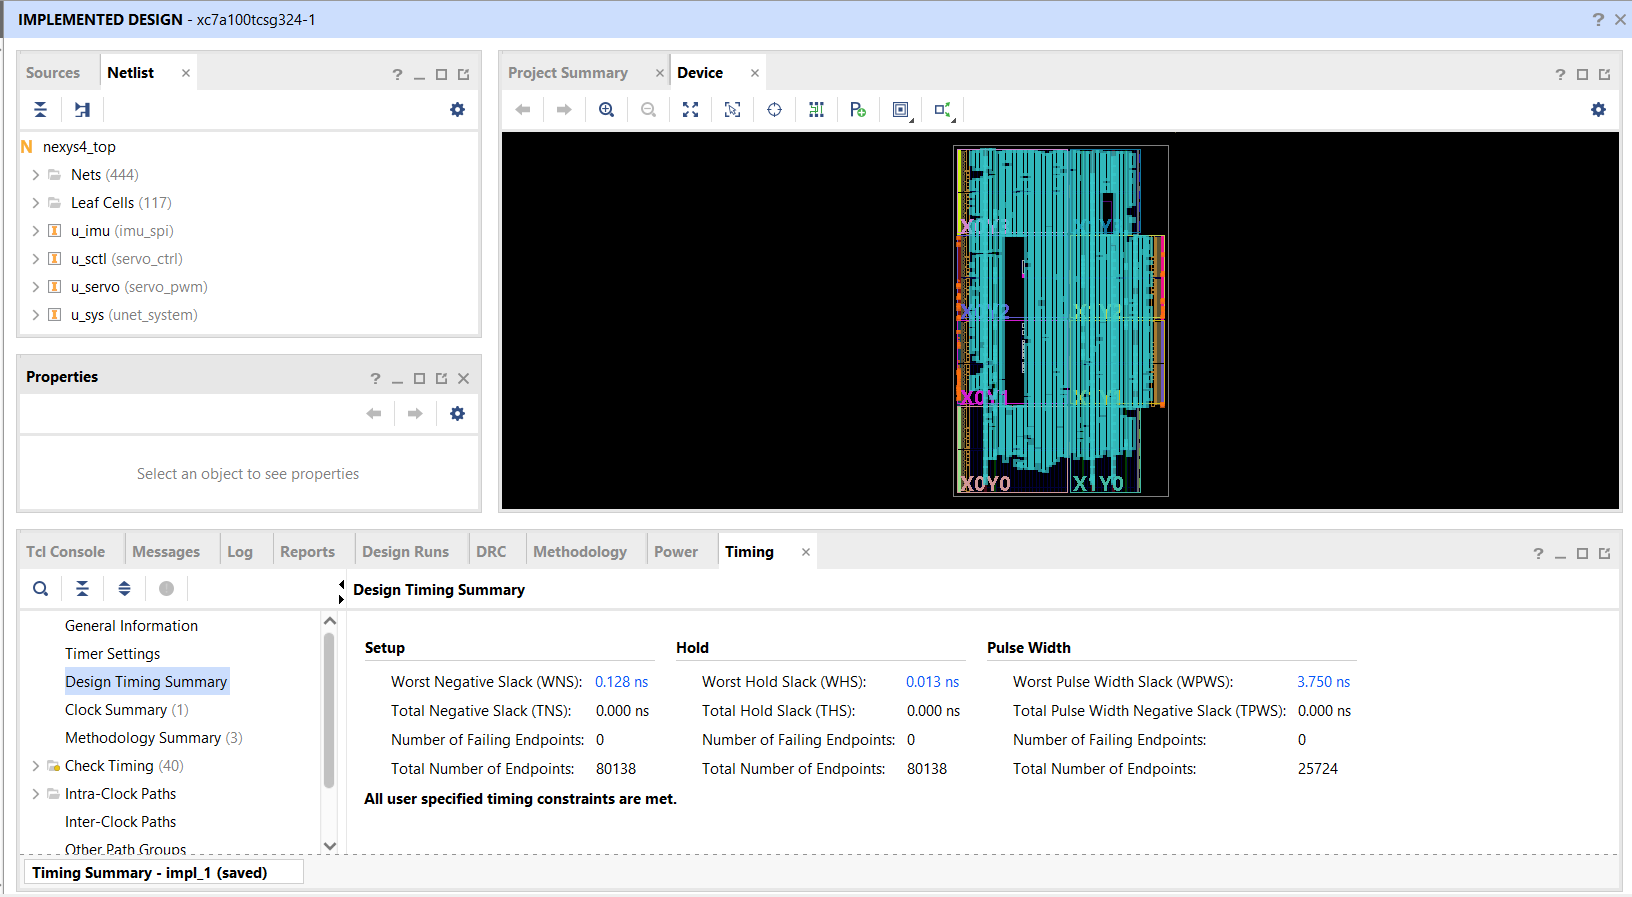 IMPLEMENTED DESIGN - xc7a100tcsg324-1
Sources
Netlist
nexys4_top
Nets (444)
Leaf Cells (117)
u_imu (imu_spi)
u_sctl (servo_ctrl)
u_servo (servo_pwm)
u_sys (unet_system)
Properties
Select an object to see properties
Project Summary
Device
X0Y2
X0Y1
X0Y0
X1Y0
Tcl Console
Messages
Log
Reports
Design Runs
DRC
Methodology
Power
Timing
General Information
Timer Settings
Design Timing Summary
Clock Summary (1)
Methodology Summary (3)
Check Timing (40)
Intra-Clock Paths
Inter-Clock Paths
Other Path Groups
Design Timing Summary
Setup
Worst Negative Slack (WNS): 0.128 ns
Total Negative Slack (TNS): 0.000 ns
Number of Failing Endpoints: 0
Total Number of Endpoints: 80138
Hold
Worst Hold Slack (WHS): 0.013 ns
Total Hold Slack (THS): 0.000 ns
Number of Failing Endpoints: 0
Total Number of Endpoints: 80138
Pulse Width
Worst Pulse Width Slack (WPWS): 3.750 ns
Total Pulse Width Negative Slack (TPWS): 0.000 ns
Number of Failing Endpoints: 0
Total Number of Endpoints: 25724
All user specified timing constraints are met.
Timing Summary - impl_1 (saved)